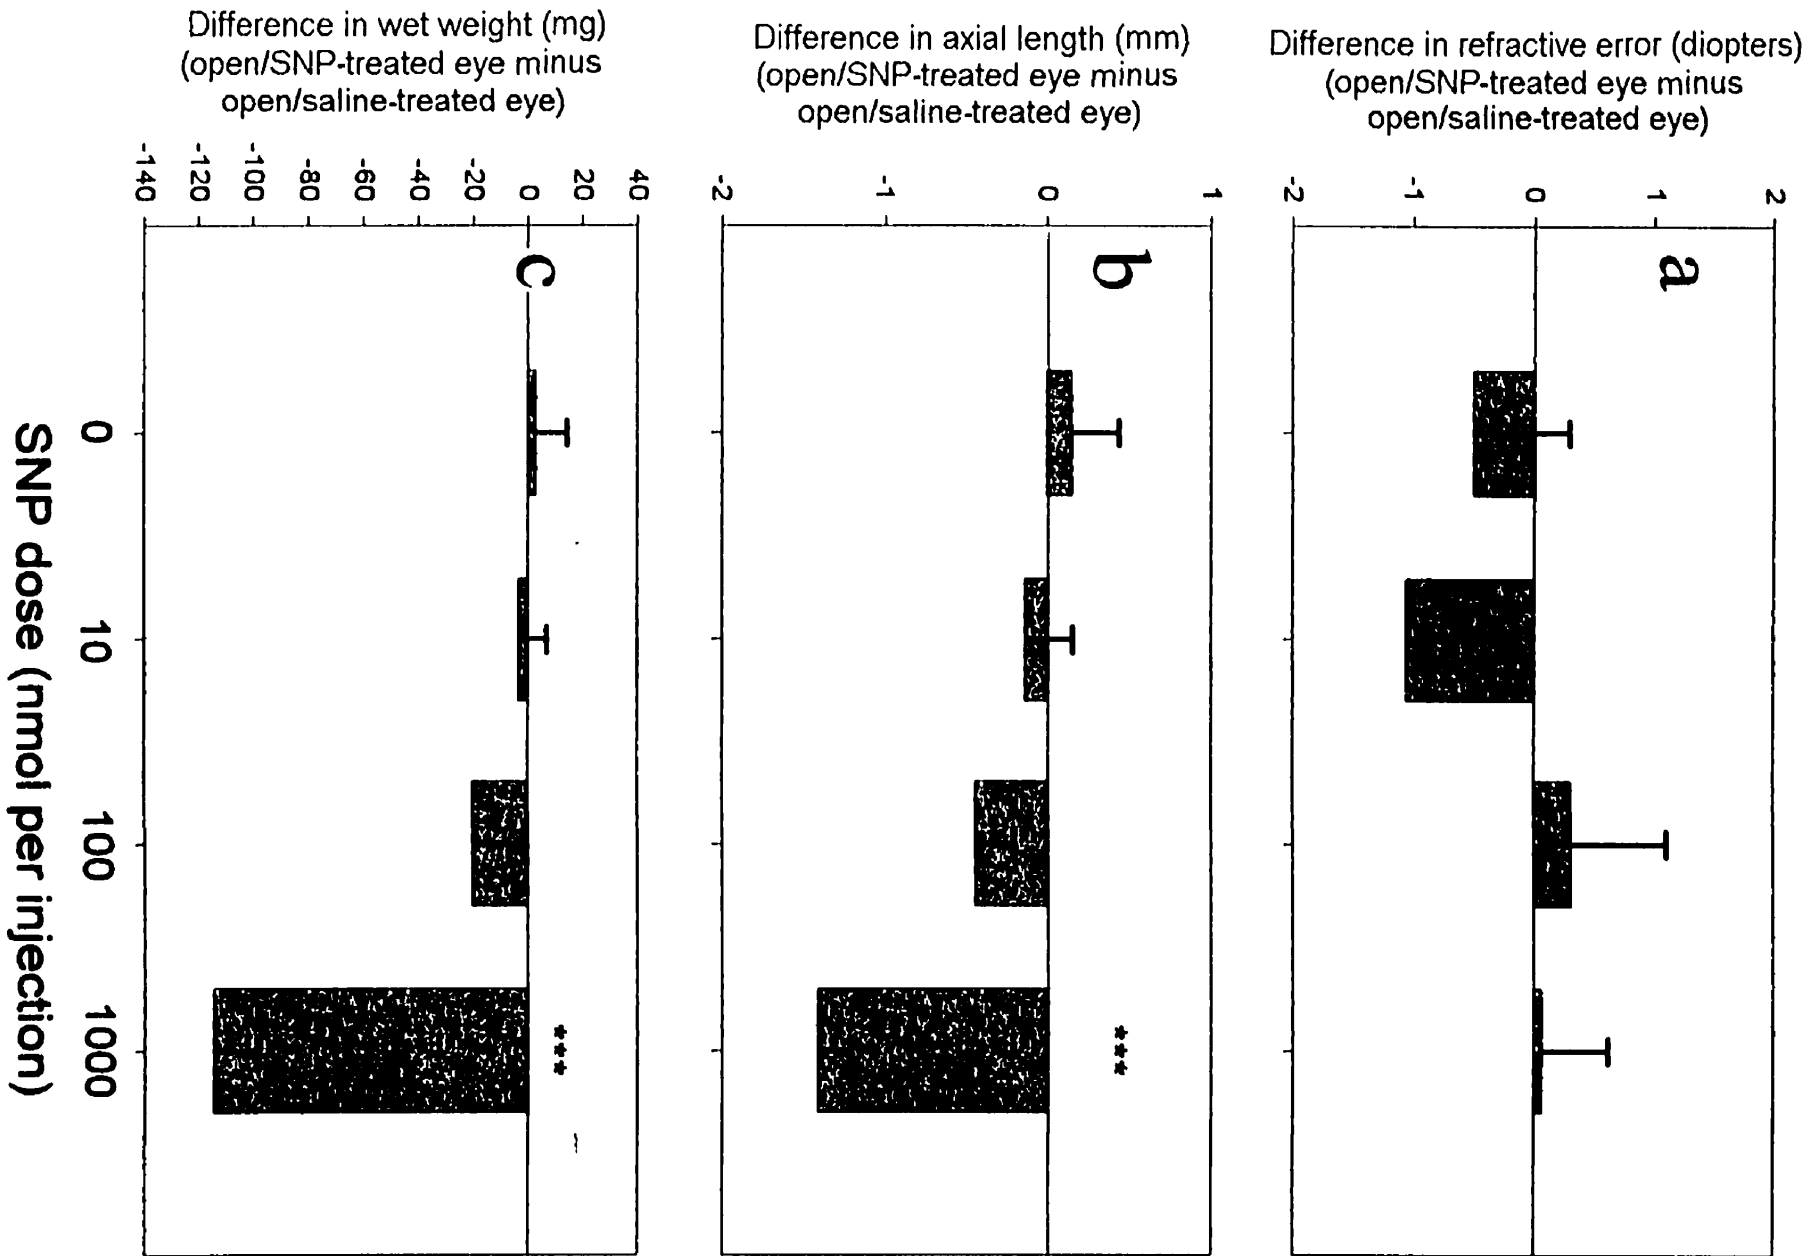 Difference in refractive error (diopters)
(open/SNP-treated eye minus
open/saline-treated eye)
2
1
0
-1
-2
a
Difference in axial length (mm)
(open/SNP-treated eye minus
open/saline-treated eye)
1
0
-1
-2
b
***
Difference in wet weight (mg)
(open/SNP-treated eye minus
open/saline-treated eye)
40
20
0
-20
-40
-60
-80
-100
-120
-140
c
***
0 10 100 1000
SNP dose (nmol per injection)